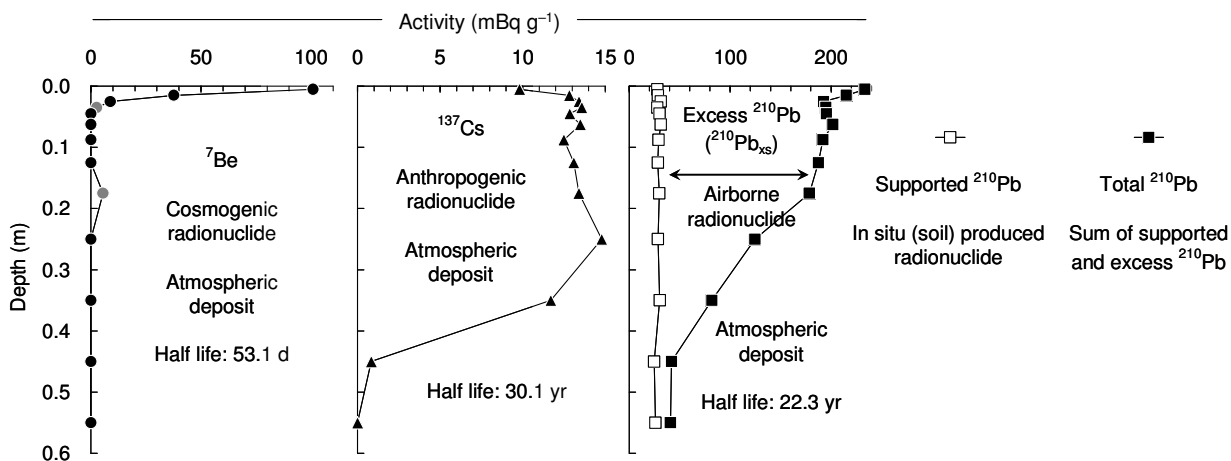 Activity (mBq g⁻¹)
0 50 100
0 5 10 15
0 100 200
Depth (m)
0.0
0.1
0.2
0.3
0.4
0.5
0.6
⁷Be
Cosmogenic
radionuclide
Atmospheric
deposit
Half life: 53.1 d
¹³⁷Cs
Anthropogenic
radionuclide
Atmospheric
deposit
Half life: 30.1 yr
Excess ²¹⁰Pb
(²¹⁰Pbxs)
Airborne
radionuclide
Atmospheric
deposit
Half life: 22.3 yr
Supported ²¹⁰Pb
In situ (soil) produced
radionuclide
Total ²¹⁰Pb
Sum of supported
and excess ²¹⁰Pb